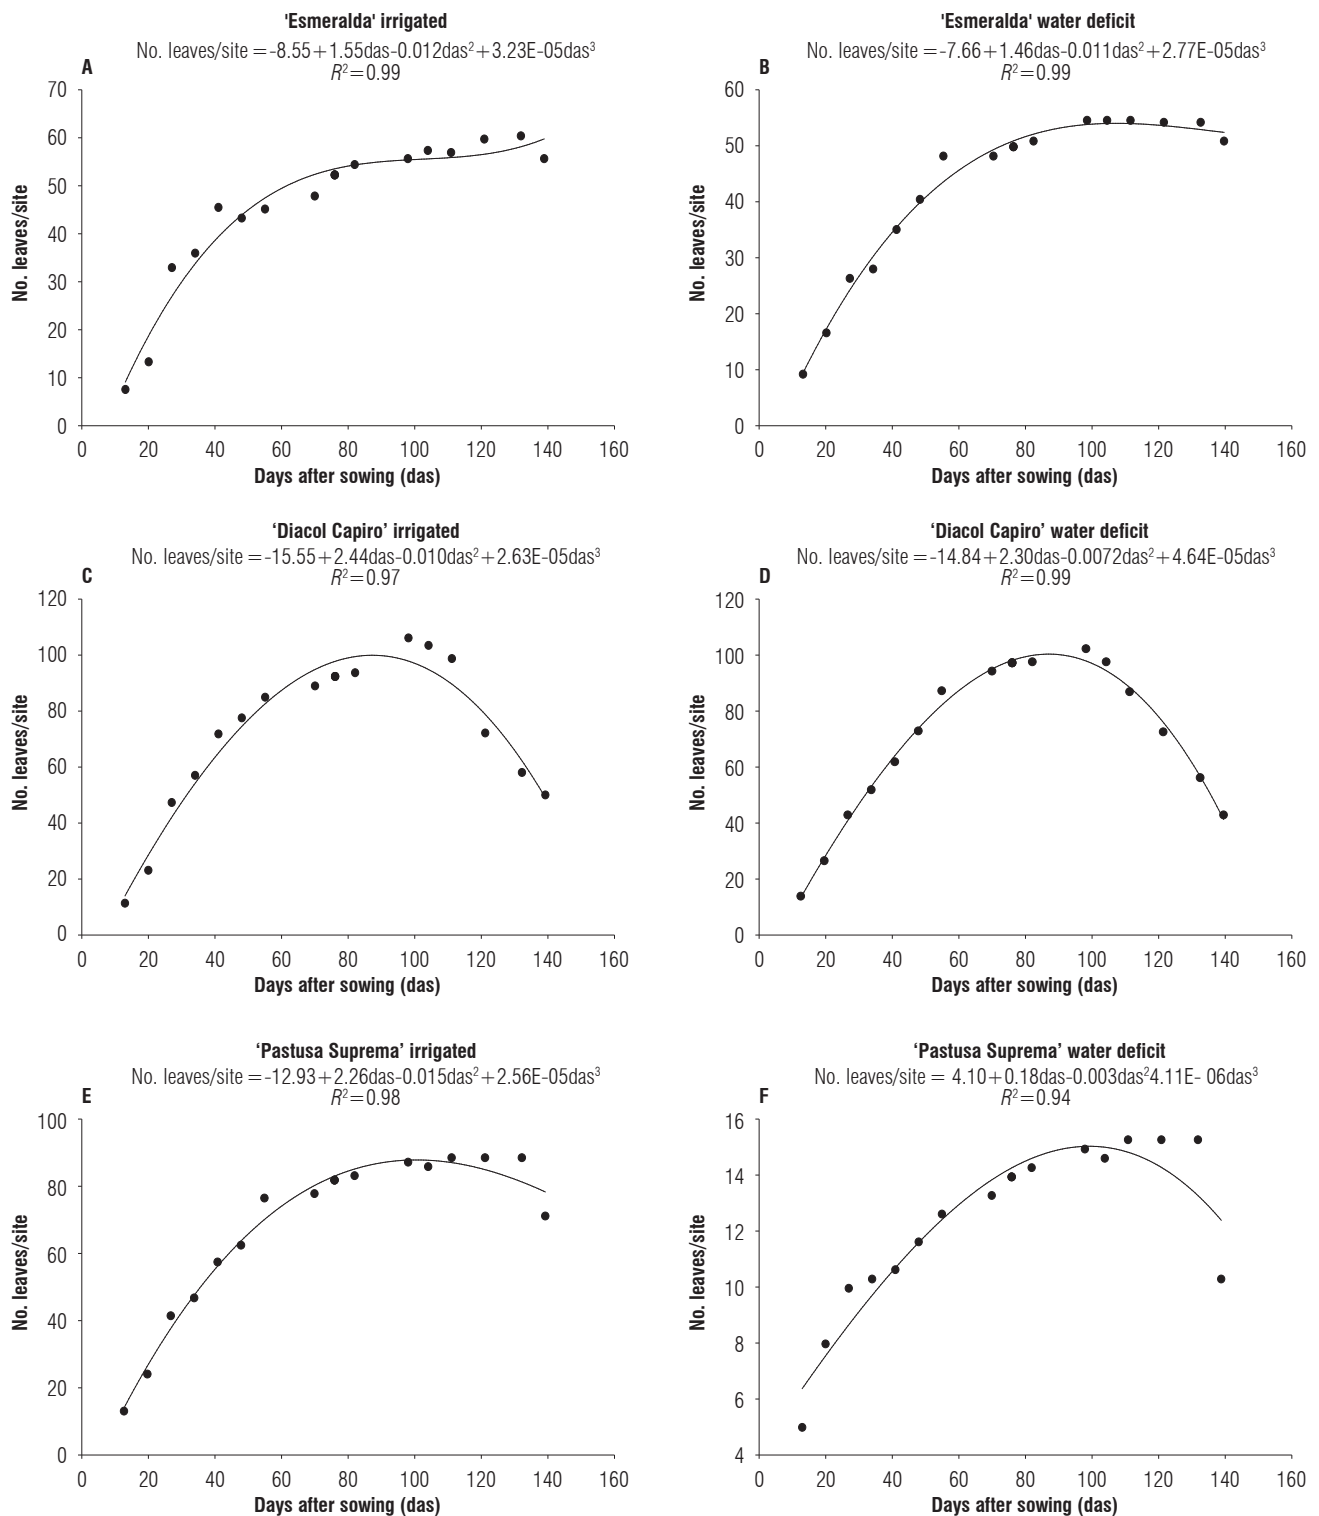 'Esmeralda' irrigated
No. leaves/site =-8.55+1.55das-0.012das²+3.23E-05das³
R²=0.99
A
70
60
50
40
30
20
10
0
No. leaves/site
0 20 40 60 80 100 120 140 160
Days after sowing (das)
'Esmeralda' water deficit
No. leaves/site =-7.66+1.46das-0.011das²+2.77E-05das³
R²=0.99
B
60
50
40
30
20
10
0
No. leaves/site
0 20 40 60 80 100 120 140 160
Days after sowing (das)
‘Diacol Capiro’ irrigated
No. leaves/site =-15.55+2.44das-0.010das²+2.63E-05das³
R²=0.97
C
120
100
80
60
40
20
0
No. leaves/site
0 20 40 60 80 100 120 140 160
Days after sowing (das)
‘Diacol Capiro’ water deficit
No. leaves/site =-14.84+2.30das-0.0072das²+4.64E-05das³
R²=0.99
D
120
100
80
60
40
20
0
No. leaves/site
0 20 40 60 80 100 120 140 160
Days after sowing (das)
‘Pastusa Suprema’ irrigated
No. leaves/site =-12.93+2.26das-0.015das²+2.56E-05das³
R²=0.98
E
100
80
60
40
20
0
No. leaves/site
0 20 40 60 80 100 120 140 160
Days after sowing (das)
‘Pastusa Suprema’ water deficit
No. leaves/site = 4.10+0.18das-0.003das²4.11E- 06das³
R²=0.94
F
16
14
12
10
8
6
4
No. leaves/site
0 20 40 60 80 100 120 140 160
Days after sowing (das)